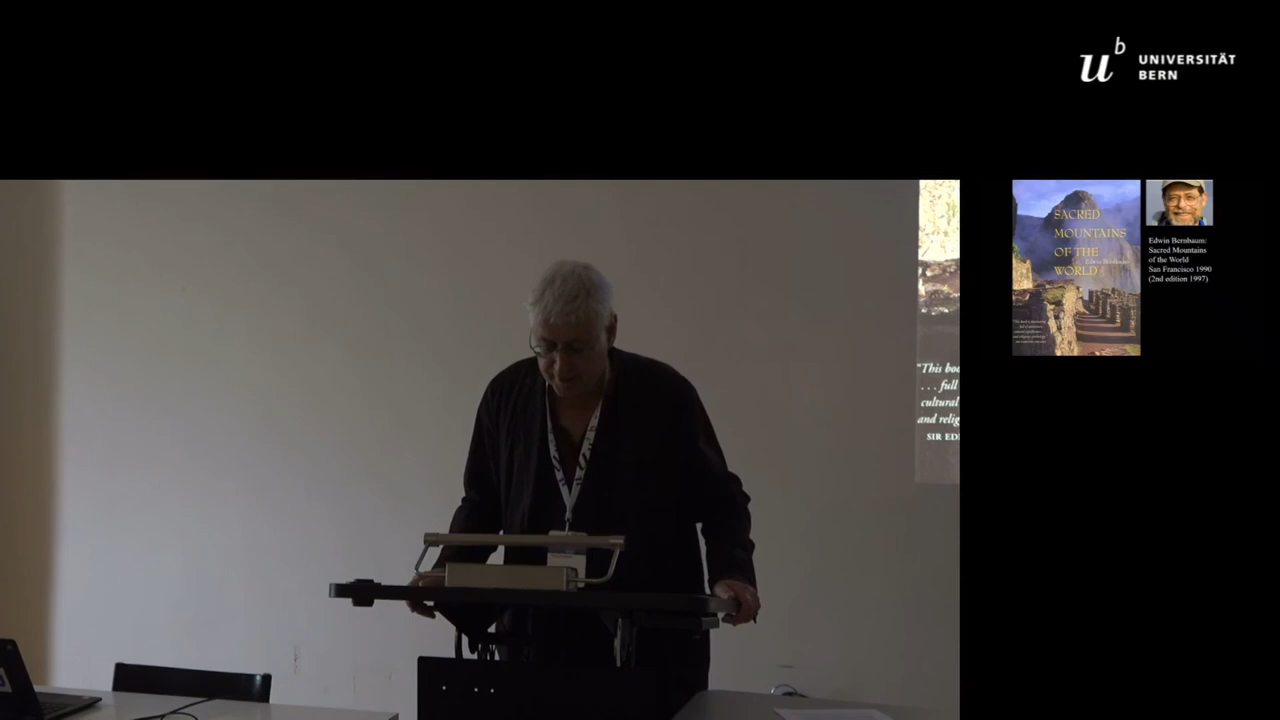 u
b
UNIVERSITÄT
BERN
SACRED
MOUNTAINS
OF THE
WORLD
Edwin Bernbaum
Edwin Bernbaum:
Sacred Mountains
of the World
San Francisco 1990
(2nd edition 1997)
"This boo
. . . full
cultural
and relig
SIR ED